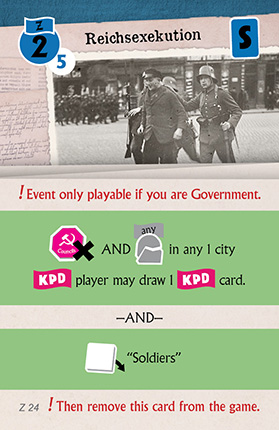 Z
2
5
Reichsexekution
S
! Event only playable if you are Government.
Councils AND any in any 1 city
KPD player may draw 1 KPD card.
–AND–
"Soldiers"
Z 24 ! Then remove this card from the game.